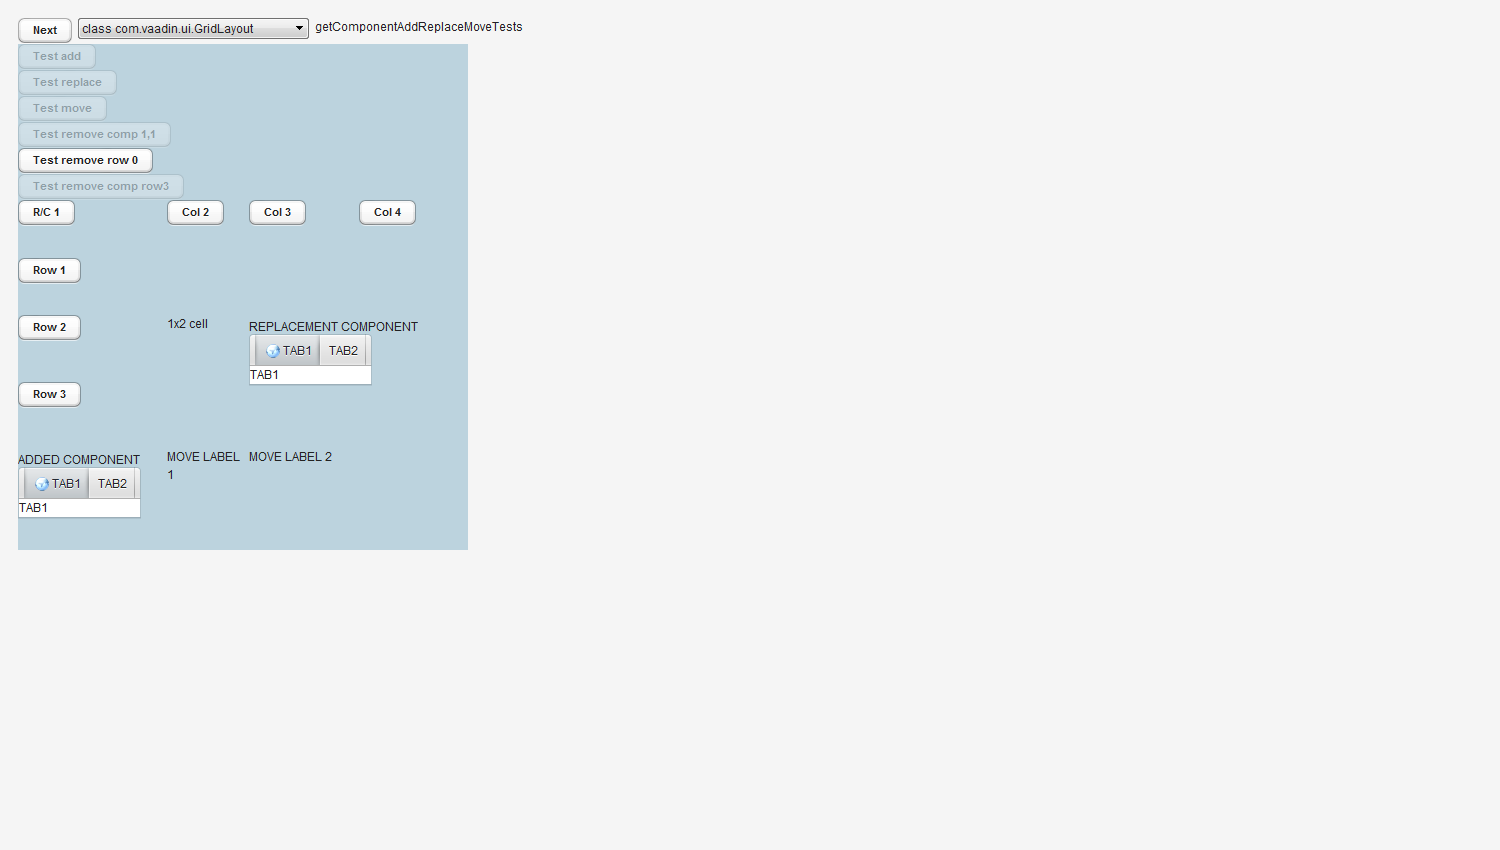 Next class com.vaadin.ui.GridLayout getComponentAddReplaceMoveTests
Test add
Test replace
Test move
Test remove comp 1,1
Test remove row 0
Test remove comp row3
R/C 1 Col 2 Col 3 Col 4
Row 1
Row 2 1x2 cell REPLACEMENT COMPONENT
TAB1 TAB2
TAB1
Row 3
ADDED COMPONENT MOVE LABEL MOVE LABEL 2
1
TAB1 TAB2
TAB1